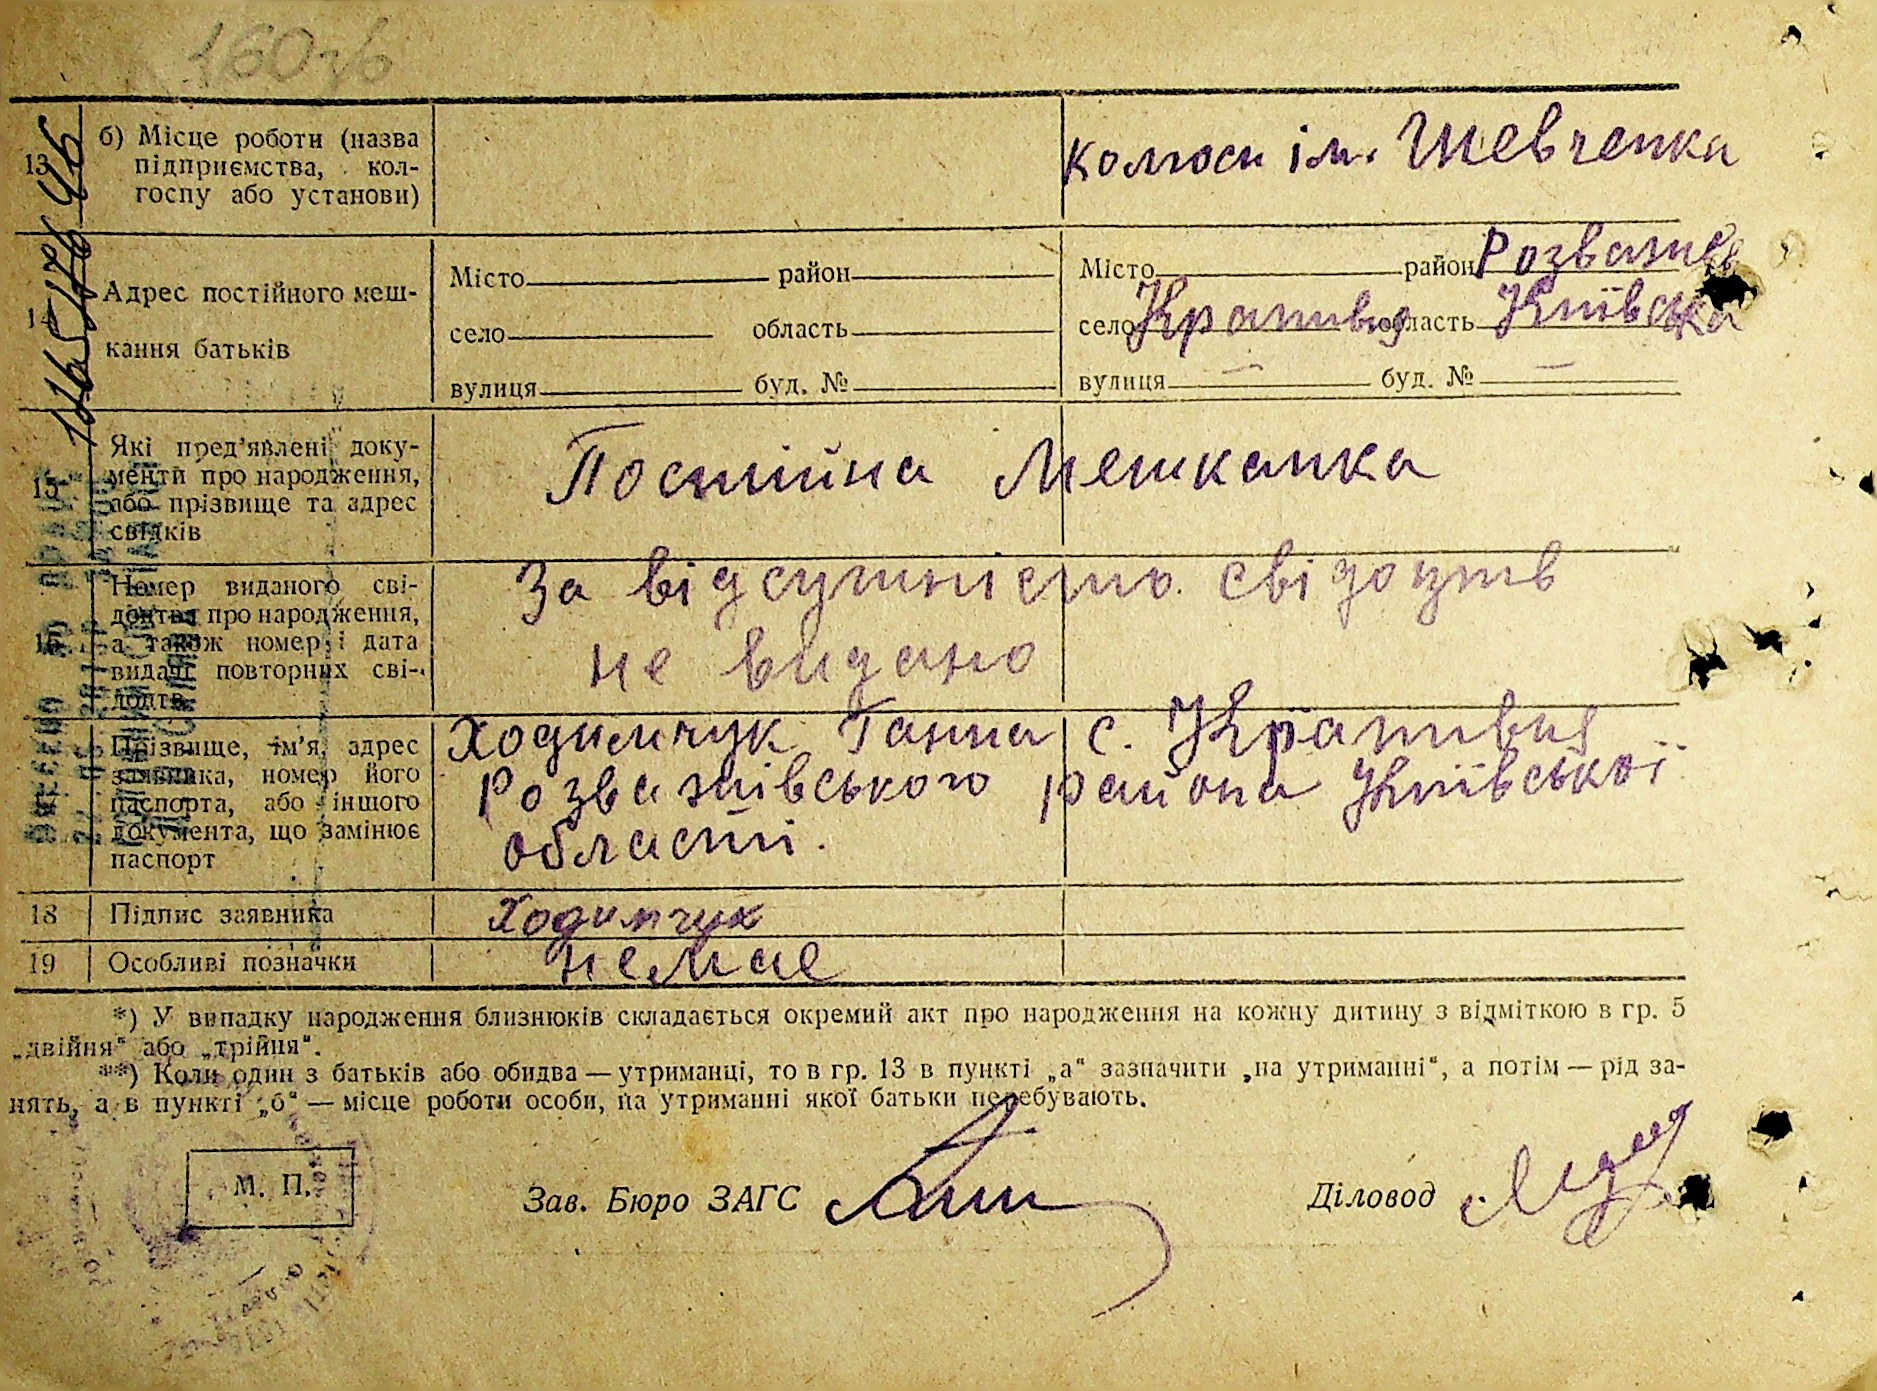 160 зв
13
б) Місце роботи (назва
підприємства, кол-
госпу або установи)
колгосп ім. Шевченка
14
Адрес постійного меш-
кання батьків
Місто район
село область
вулиця буд. №
Місто район Розважів
село Крапивня область Київська
вулиця — буд. № —
15
Які пред'явлені доку-
менти про народження,
або прізвище та адрес
свідків
Постійна Мешканка
16
Номер виданого сві-
доцтва про народження,
а також номер і дата
видачі повторних сві-
доцтв
За відсутністю свідоцтв
не видано
Прізвище, ім'я, адрес
заявника, номер його
паспорта, або іншого
документа, що замінює
паспорт
Ходимчук Ганна с. Крапивня
Розважівського района Київської
області.
18 Підпис заявника
Ходимчук
19 Особливі позначки
немає
*) У випадку народження близнюків складається окремий акт про народження на кожну дитину з відміткою в гр. 5
„двійня“ або „трійня“.
**) Коли один з батьків або обидва — утриманці, то в гр. 13 в пункті „а“ зазначити „на утриманні“, а потім — рід за-
нять, а в пункті „б“ — місце роботи особи, на утриманні якої батьки перебувають.
М. П.
Зав. Бюро ЗАГС
Діловод